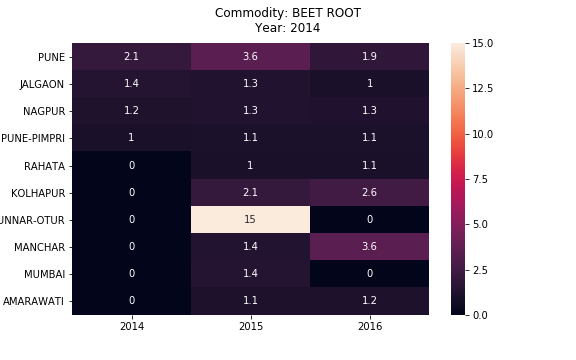 Commodity: BEET ROOT
Year: 2014
PUNE 2.1 3.6 1.9
JALGAON 1.4 1.3 1
NAGPUR 1.2 1.3 1.3
PUNE-PIMPRI 1 1.1 1.1
RAHATA 0 1 1.1
KOLHAPUR 0 2.1 2.6
UNNAR-OTUR 0 15 0
MANCHAR 0 1.4 3.6
MUMBAI 0 1.4 0
AMARAWATI 0 1.1 1.2
2014 2015 2016
15.0
12.5
10.0
7.5
5.0
2.5
0.0